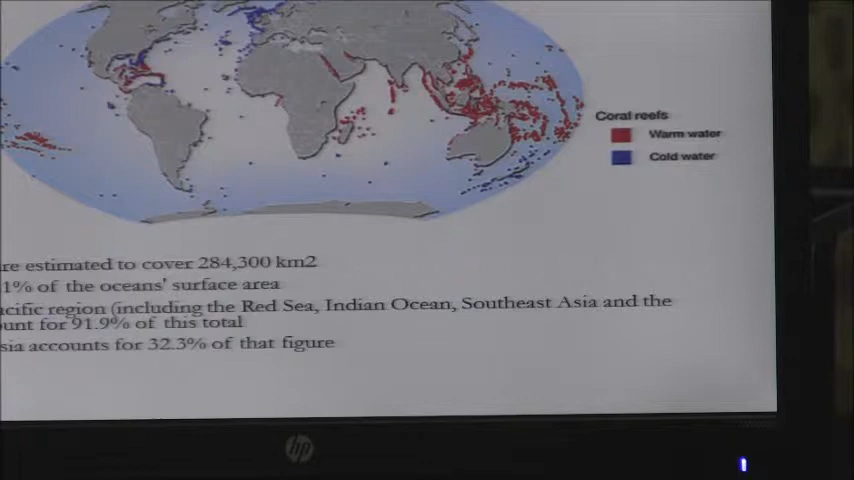 Coral reefs
Warm water
Cold water
re estimated to cover 284,300 km2
1% of the oceans' surface area
acific region (including the Red Sea, Indian Ocean, Southeast Asia and the
unt for 91.9% of this total
sia accounts for 32.3% of that figure
hp